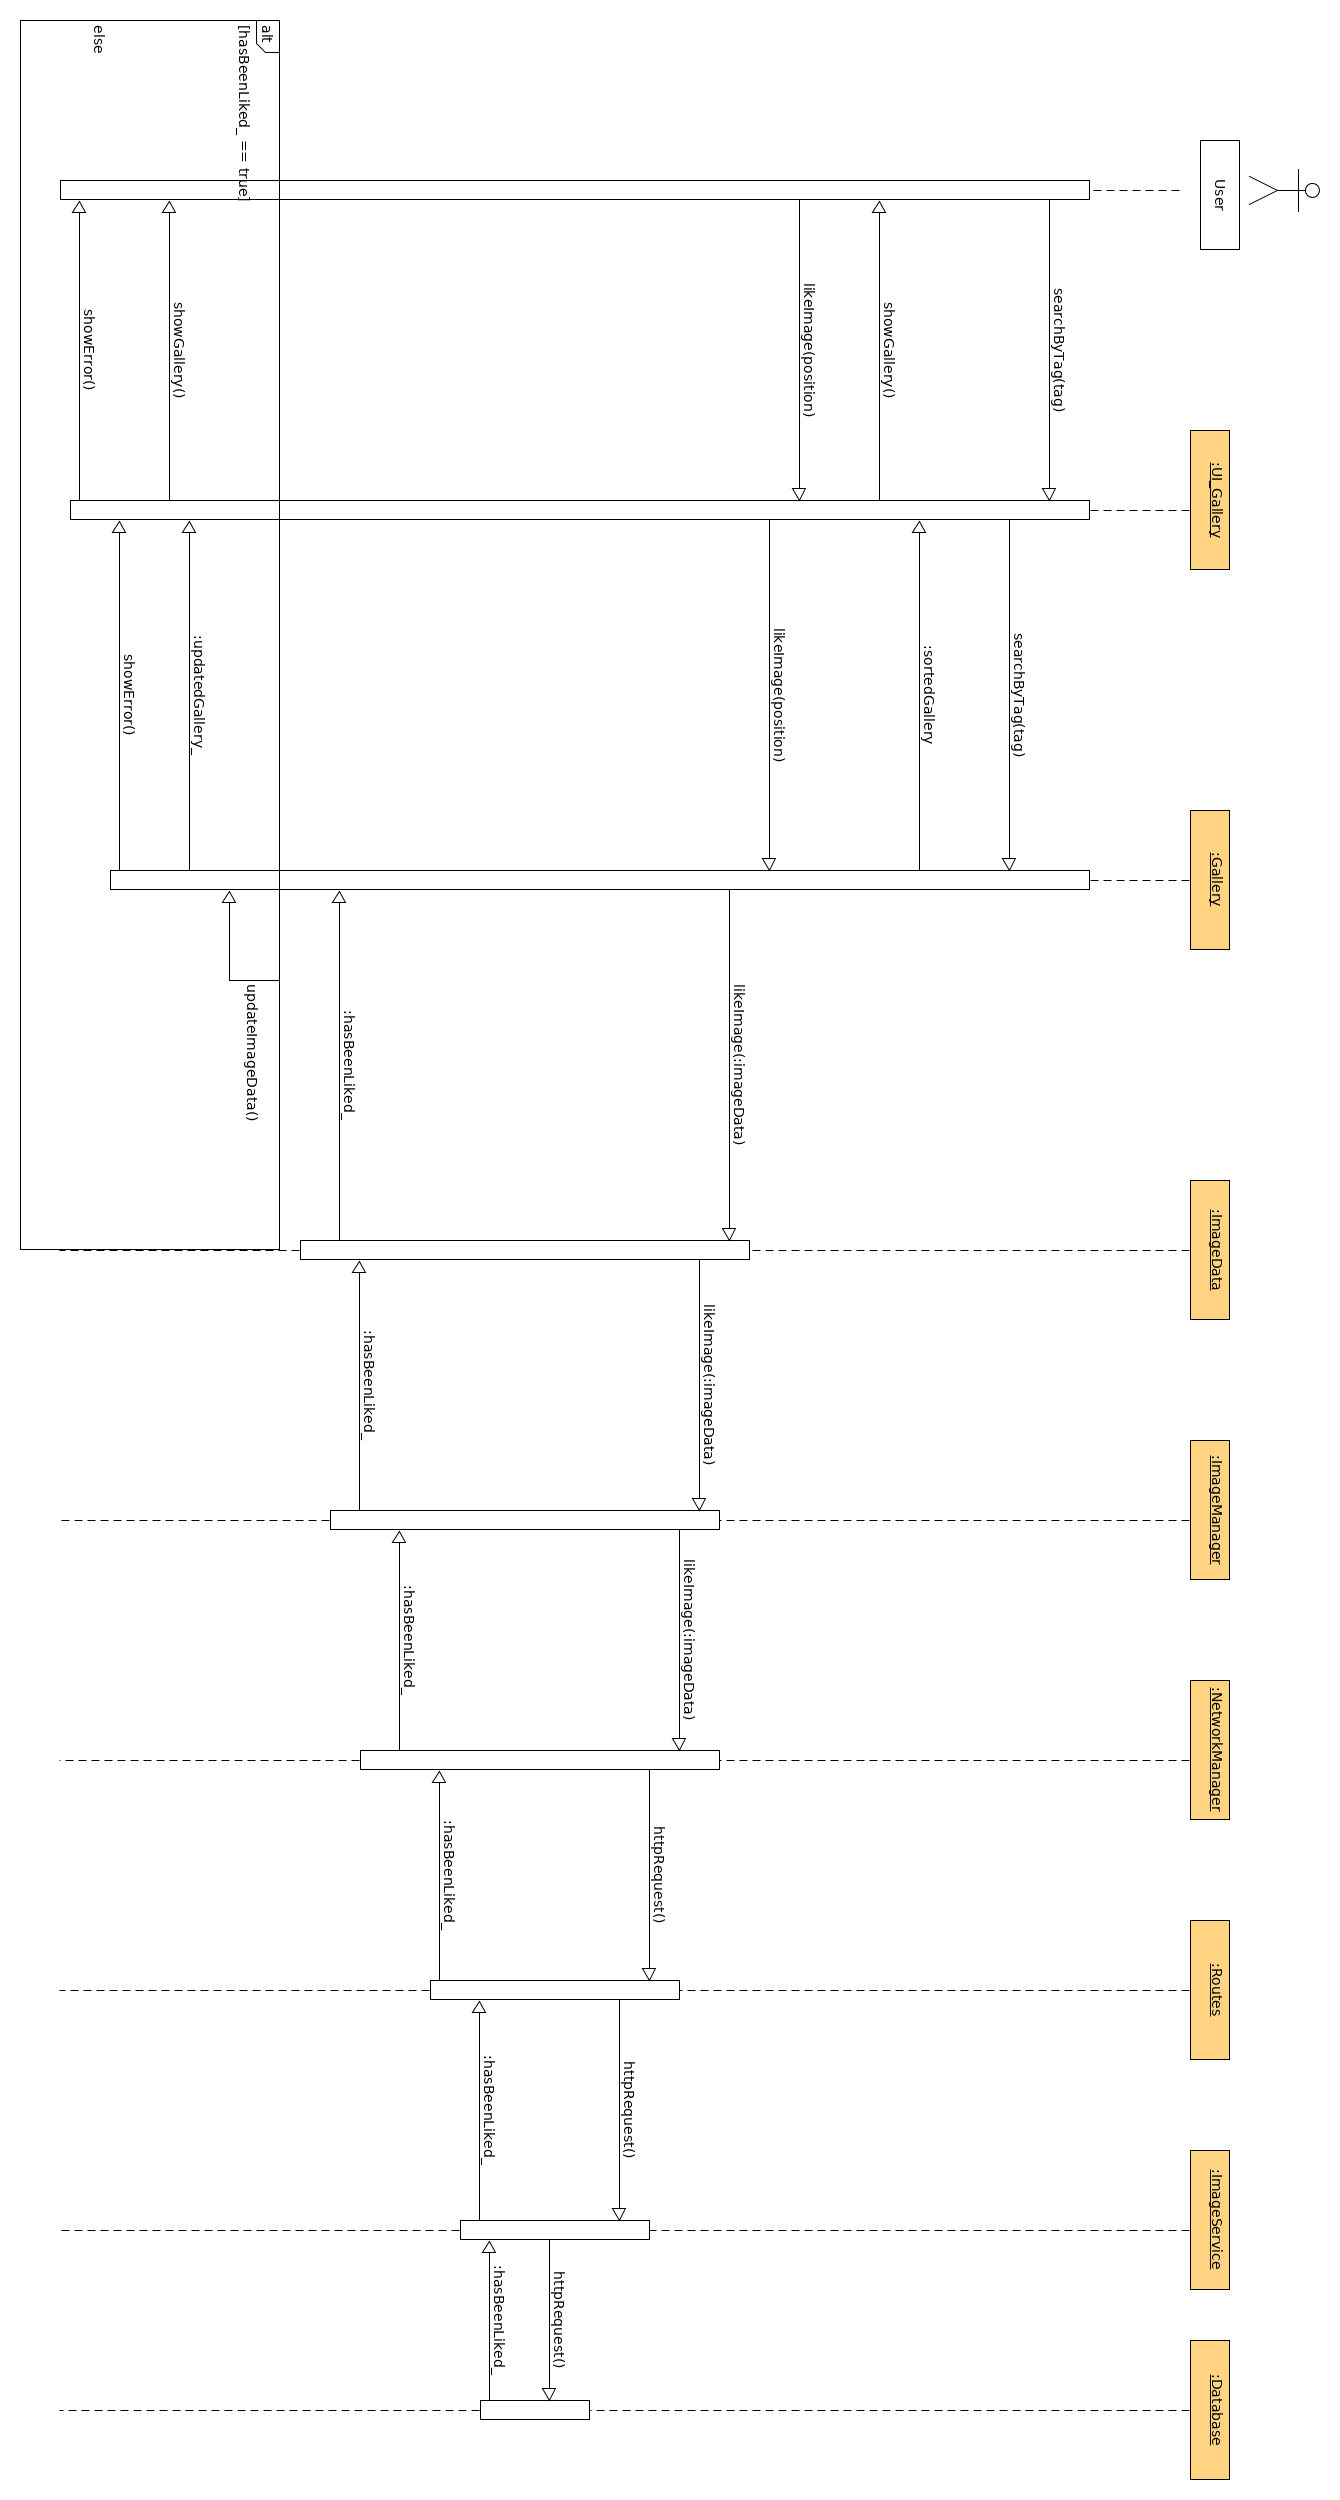 User
:UI_Gallery
:Gallery
:ImageData
:ImageManager
:NetworkManager
:Routes
:ImageService
:Database
searchByTag(tag)
searchByTag(tag)
:sortedGallery
showGallery()
likeImage(position)
likeImage(position)
likeImage(:imageData)
likeImage(:imageData)
likeImage(:imageData)
httpRequest()
httpRequest()
httpRequest()
:hasBeenLiked_
:hasBeenLiked_
:hasBeenLiked_
:hasBeenLiked_
:hasBeenLiked_
:hasBeenLiked_
alt
[hasBeenLiked_ == true]
updateImageData()
:updatedGallery_
showGallery()
else
showError()
showError()